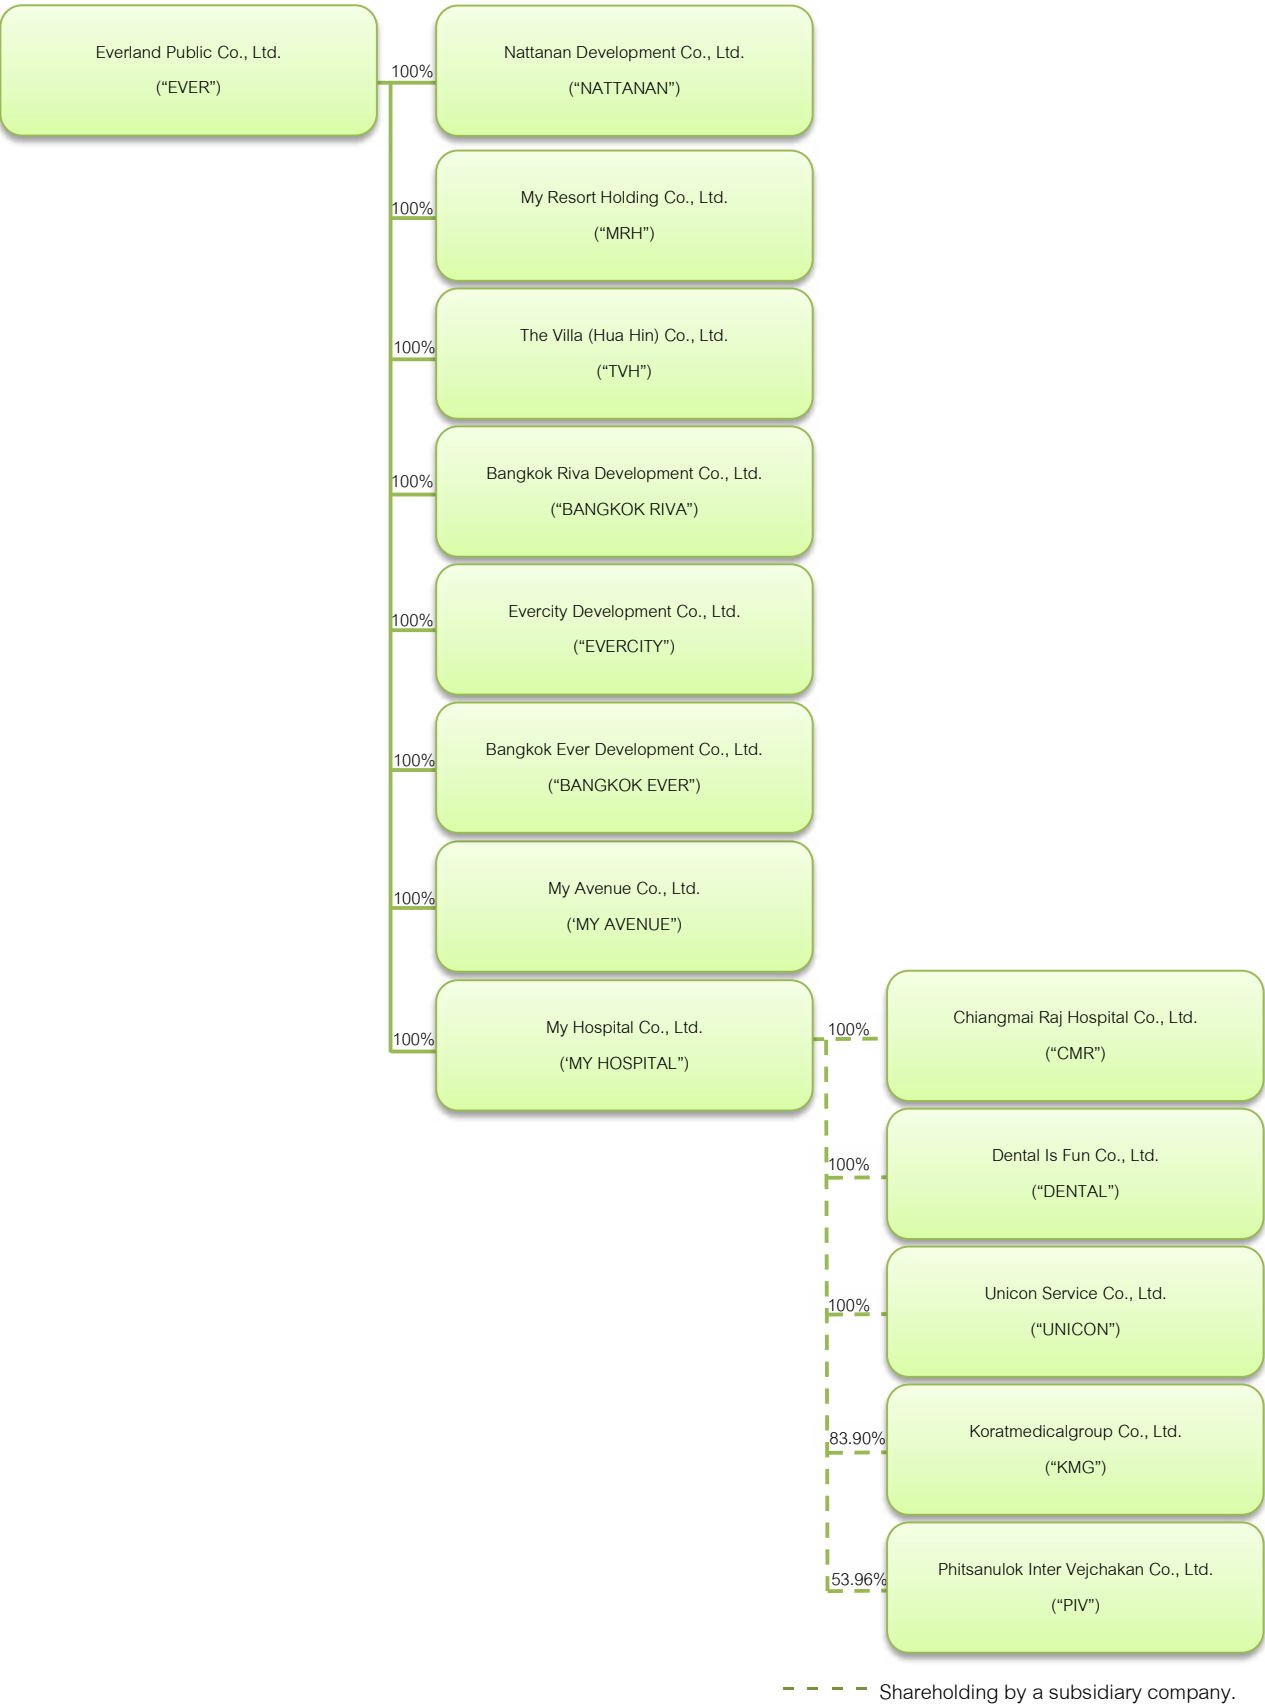 Everland Public Co., Ltd.
(“EVER”)
100%
Nattanan Development Co., Ltd.
(“NATTANAN”)
100%
My Resort Holding Co., Ltd.
(“MRH”)
100%
The Villa (Hua Hin) Co., Ltd.
(“TVH”)
100%
Bangkok Riva Development Co., Ltd.
(“BANGKOK RIVA”)
100%
Evercity Development Co., Ltd.
(“EVERCITY”)
100%
Bangkok Ever Development Co., Ltd.
(“BANGKOK EVER”)
100%
My Avenue Co., Ltd.
(‘MY AVENUE”)
100%
My Hospital Co., Ltd.
(‘MY HOSPITAL”)
100%
Chiangmai Raj Hospital Co., Ltd.
(“CMR”)
100%
Dental Is Fun Co., Ltd.
(“DENTAL”)
100%
Unicon Service Co., Ltd.
(“UNICON”)
83.90%
Koratmedicalgroup Co., Ltd.
(“KMG”)
53.96%
Phitsanulok Inter Vejchakan Co., Ltd.
(“PIV”)
Shareholding by a subsidiary company.